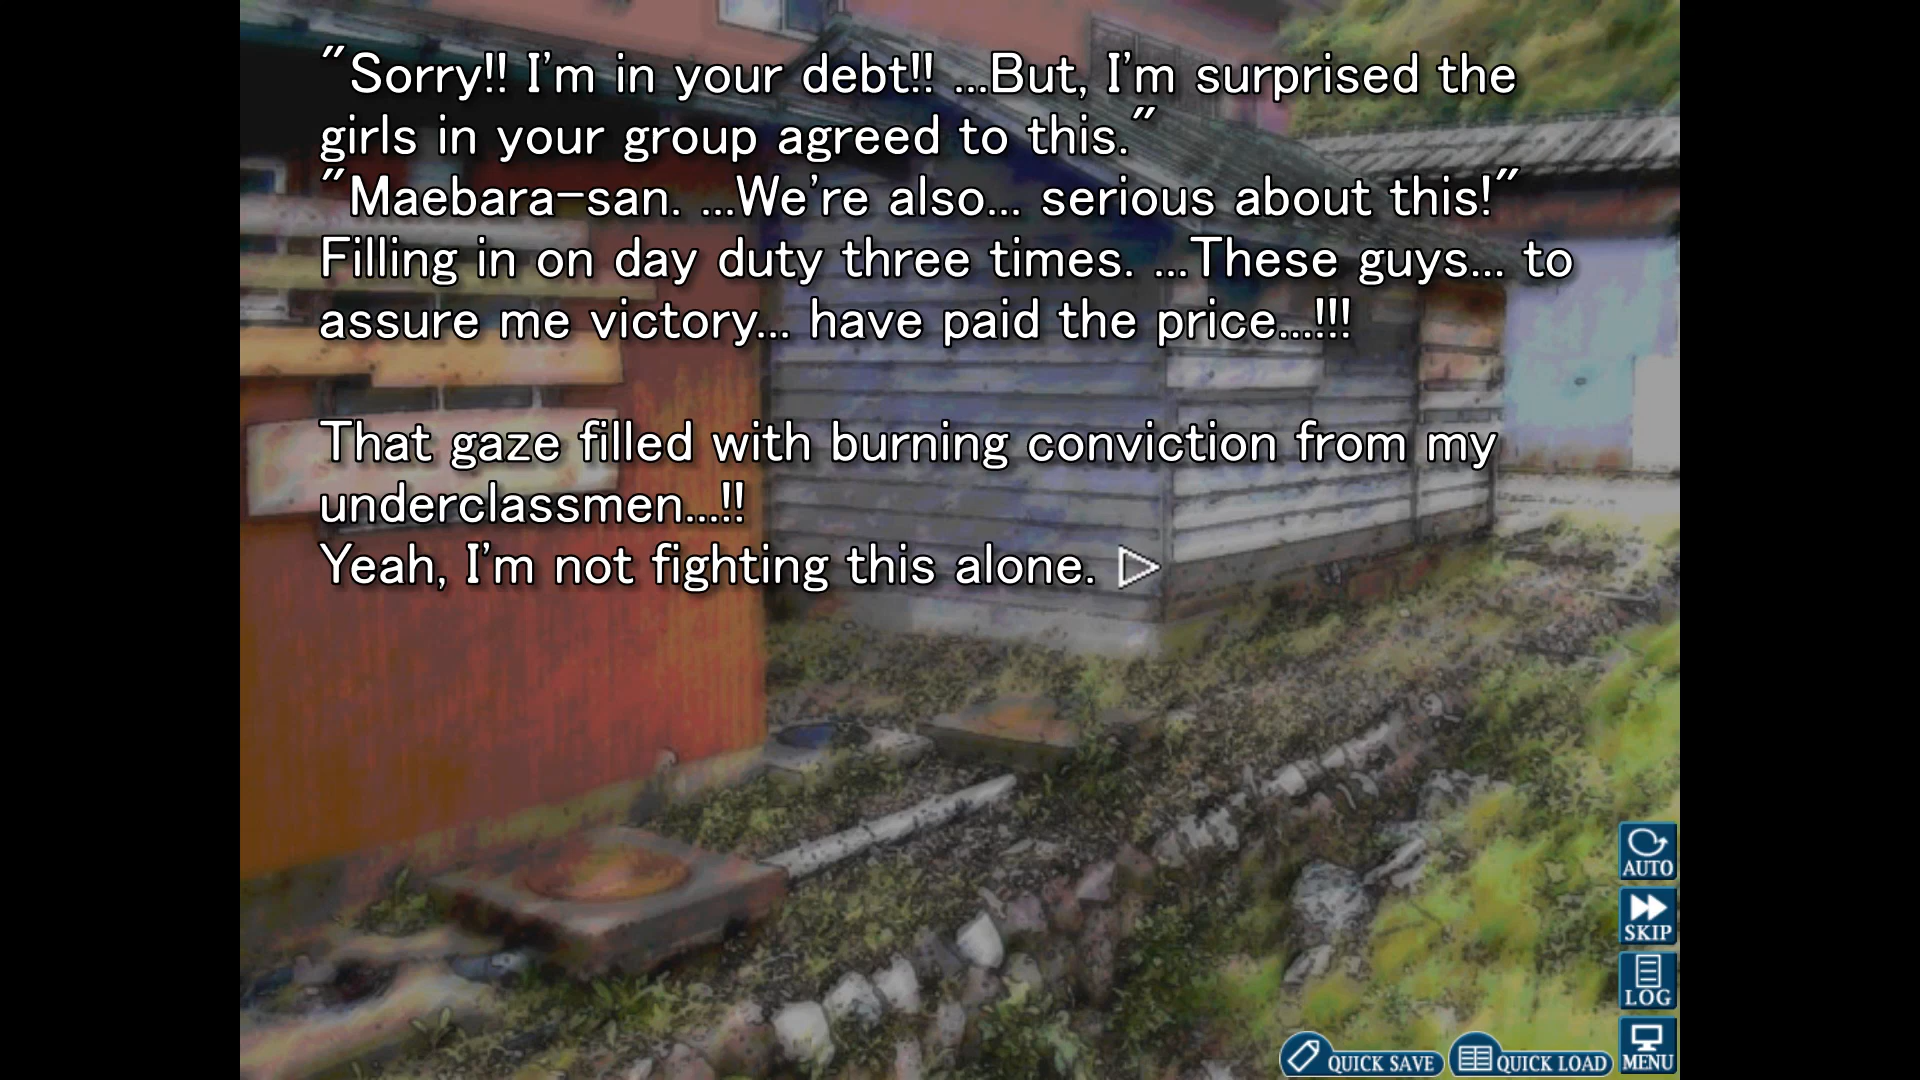 "Sorry!! I'm in your debt!! ...But, I'm surprised the
girls in your group agreed to this."
"Maebara-san. ...We're also... serious about this!"
Filling in on day duty three times. ...These guys... to
assure me victory... have paid the price...!!!
That gaze filled with burning conviction from my
underclassmen...!!
Yeah, I'm not fighting this alone.
AUTO
SKIP
LOG
MENU
QUICK SAVE
QUICK LOAD